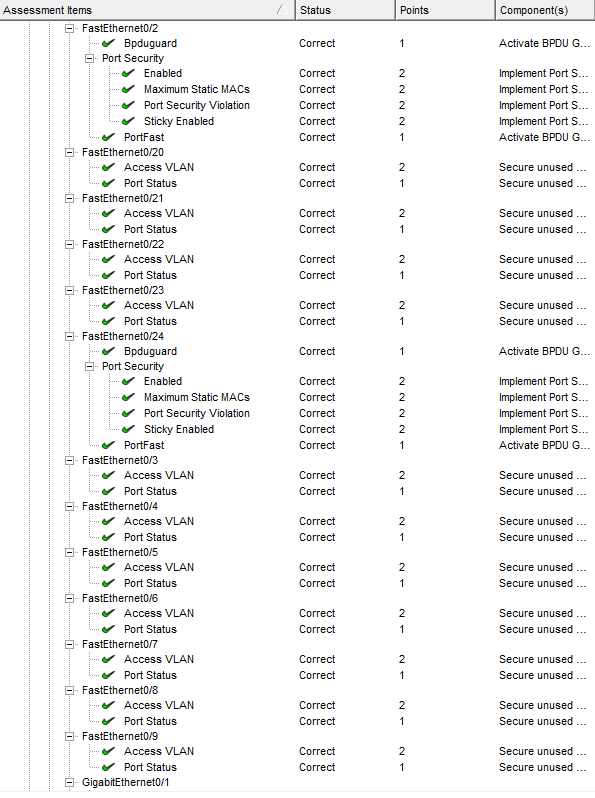 Assessment Items Status Points Component(s)
FastEthernet0/2
Bpduguard Correct 1 Activate BPDU G...
Port Security
Enabled Correct 2 Implement Port S...
Maximum Static MACs Correct 2 Implement Port S...
Port Security Violation Correct 2 Implement Port S...
Sticky Enabled Correct 2 Implement Port S...
PortFast Correct 1 Activate BPDU G...
FastEthernet0/20
Access VLAN Correct 2 Secure unused ...
Port Status Correct 1 Secure unused ...
FastEthernet0/21
Access VLAN Correct 2 Secure unused ...
Port Status Correct 1 Secure unused ...
FastEthernet0/22
Access VLAN Correct 2 Secure unused ...
Port Status Correct 1 Secure unused ...
FastEthernet0/23
Access VLAN Correct 2 Secure unused ...
Port Status Correct 1 Secure unused ...
FastEthernet0/24
Bpduguard Correct 1 Activate BPDU G...
Port Security
Enabled Correct 2 Implement Port S...
Maximum Static MACs Correct 2 Implement Port S...
Port Security Violation Correct 2 Implement Port S...
Sticky Enabled Correct 2 Implement Port S...
PortFast Correct 1 Activate BPDU G...
FastEthernet0/3
Access VLAN Correct 2 Secure unused ...
Port Status Correct 1 Secure unused ...
FastEthernet0/4
Access VLAN Correct 2 Secure unused ...
Port Status Correct 1 Secure unused ...
FastEthernet0/5
Access VLAN Correct 2 Secure unused ...
Port Status Correct 1 Secure unused ...
FastEthernet0/6
Access VLAN Correct 2 Secure unused ...
Port Status Correct 1 Secure unused ...
FastEthernet0/7
Access VLAN Correct 2 Secure unused ...
Port Status Correct 1 Secure unused ...
FastEthernet0/8
Access VLAN Correct 2 Secure unused ...
Port Status Correct 1 Secure unused ...
FastEthernet0/9
Access VLAN Correct 2 Secure unused ...
Port Status Correct 1 Secure unused ...
GigabitEthernet0/1